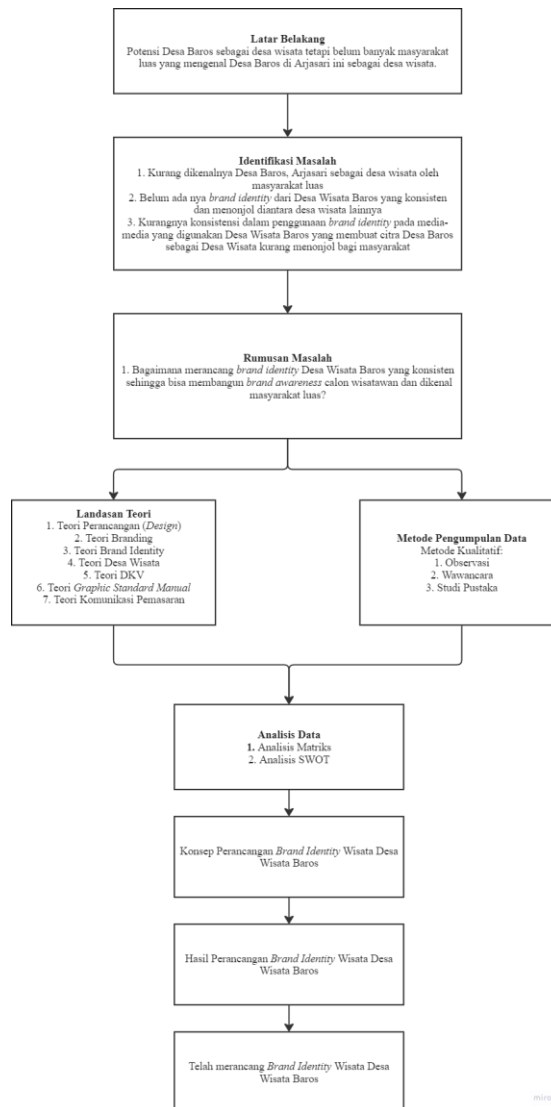 Latar Belakang
Potensi Desa Baros sebagai desa wisata tetapi belum banyak masyarakat
luas yang mengenal Desa Baros di Arjasari ini sebagai desa wisata.
Identifikasi Masalah
1. Kurang dikenalnya Desa Baros, Arjasari sebagai desa wisata oleh
masyarakat luas
2. Belum ada nya brand identity dari Desa Wisata Baros yang konsisten
dan menonjol diantara desa wisata lainnya
3. Kurangnya konsistensi dalam penggunaan brand identity pada media-
media yang digunakan Desa Wisata Baros yang membuat citra Desa Baros
sebagai Desa Wisata kurang menonjol bagi masyarakat
Rumusan Masalah
1. Bagaimana merancang brand identity Desa Wisata Baros yang konsisten
sehingga bisa membangun brand awareness calon wisatawan dan dikenal
masyarakat luas?
Landasan Teori
1. Teori Perancangan (Design)
2. Teori Branding
3. Teori Brand Identity
4. Teori Desa Wisata
5. Teori DKV
6. Teori Graphic Standard Manual
7. Teori Komunikasi Pemasaran
Metode Pengumpulan Data
Metode Kualitatif:
1. Observasi
2. Wawancara
3. Studi Pustaka
Analisis Data
1. Analisis Matriks
2. Analisis SWOT
Konsep Perancangan Brand Identity Wisata Desa
Wisata Baros
Hasil Perancangan Brand Identity Wisata Desa
Wisata Baros
Telah merancang Brand Identity Wisata Desa
Wisata Baros
miro